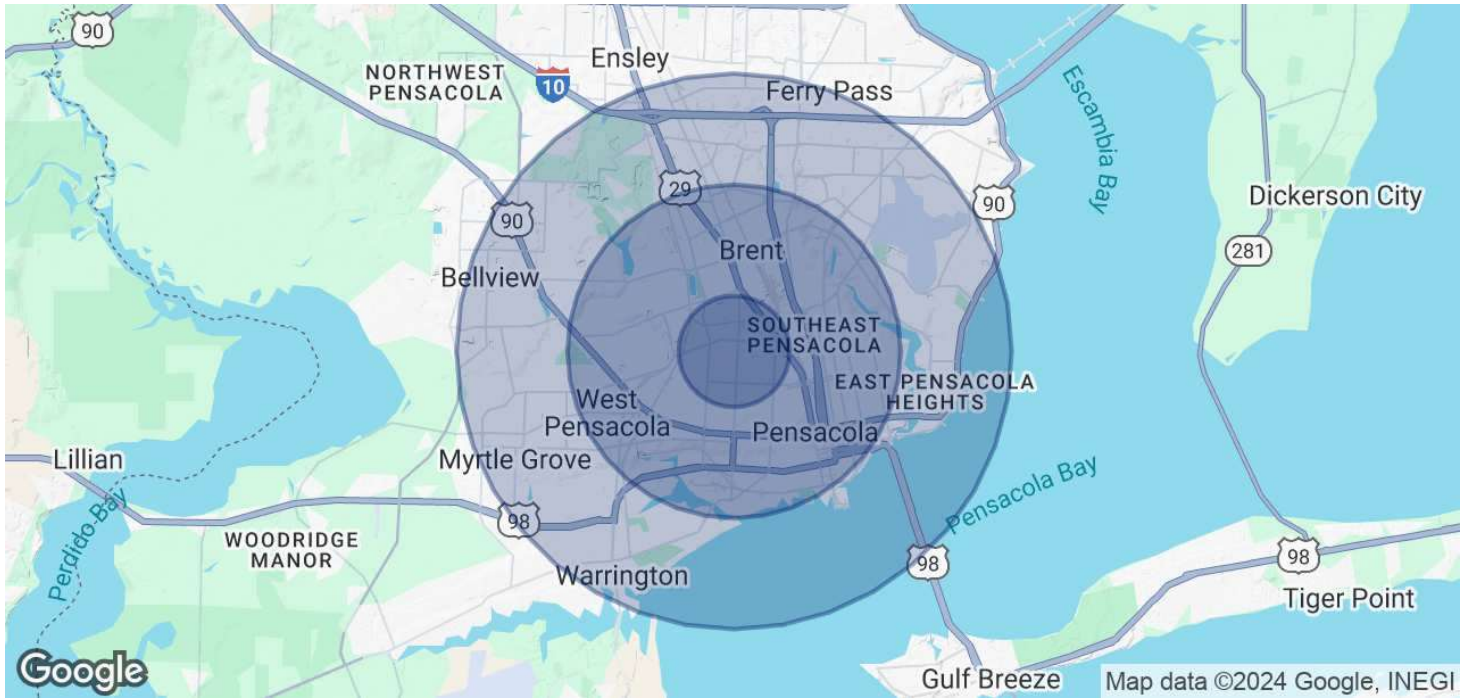 90
Ensley
NORTHWEST
PENSACOLA
10
Ferry Pass
Escambia Bay
29
90
90
Dickerson City
Brent
281
Bellview
SOUTHEAST
PENSACOLA
EAST PENSACOLA
HEIGHTS
West
Pensacola
Pensacola
Lillian
Myrtle Grove
Pensacola Bay
Perdido Bay
98
WOODRIDGE
MANOR
98
98
Warrington
Tiger Point
Google
Gulf Breeze
Map data ©2024 Google, INEGI